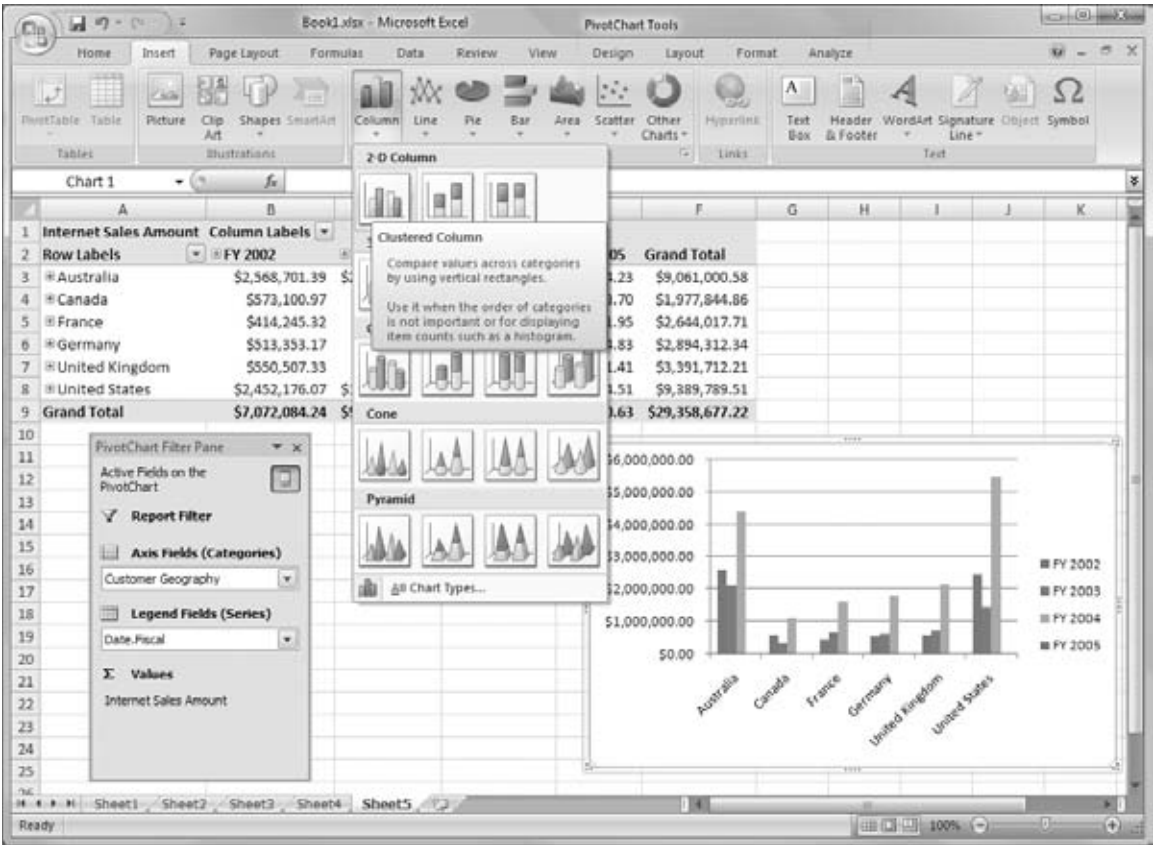 Book1.xlsx - Microsoft Excel PivotChart Tools
Home Insert Page Layout Formulas Data Review View Design Layout Format Analyze
PivotTable Table Picture Clip Art Shapes SmartArt Column Line Pie Bar Area Scatter Other Charts Hyperlink Text Box Header & Footer WordArt Signature Line Object Symbol
Tables Illustrations Links Text
Chart 1 fx
2-D Column
Clustered Column
Compare values across categories
by using vertical rectangles.
Use it when the order of categories
is not important or for displaying
item counts such as a histogram.
Cone
Pyramid
All Chart Types...
A B F G H I J K
1 Internet Sales Amount Column Labels
2 Row Labels FY 2002 05 Grand Total
3 Australia $2,568,701.39 .23 $9,061,000.58
4 Canada $573,100.97 .70 $1,977,844.86
5 France $414,245.32 .95 $2,644,017.71
6 Germany $513,353.17 .83 $2,894,312.34
7 United Kingdom $550,507.33 .41 $3,391,712.21
8 United States $2,452,176.07 .51 $9,389,789.51
9 Grand Total $7,072,084.24 .63 $29,358,677.22
10
11
12
13
14
15
16
17
18
19
20
21
22
23
24
25
PivotChart Filter Pane
Active Fields on the
PivotChart
Report Filter
Axis Fields (Categories)
Customer Geography
Legend Fields (Series)
Date.Fiscal
Σ Values
Internet Sales Amount
$6,000,000.00
$5,000,000.00
$4,000,000.00
$3,000,000.00
$2,000,000.00
$1,000,000.00
$0.00
Australia Canada France Germany United Kingdom United States
FY 2002
FY 2003
FY 2004
FY 2005
Sheet1 Sheet2 Sheet3 Sheet4 Sheet5
Ready 100%